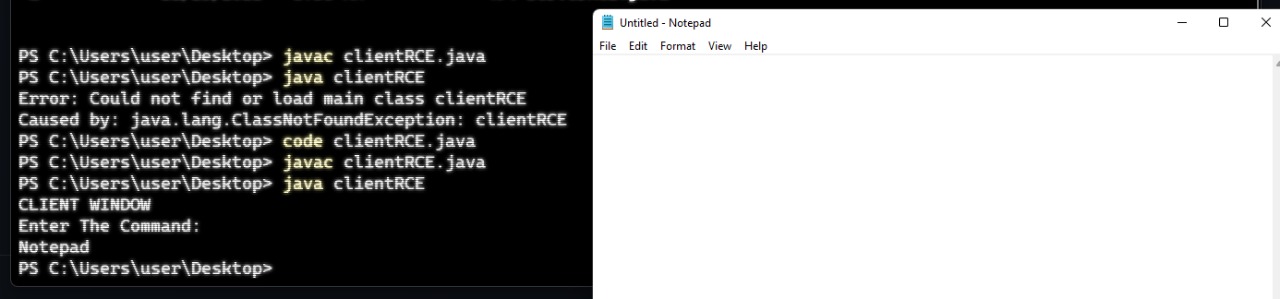 PS C:\Users\user\Desktop> javac clientRCE.java
PS C:\Users\user\Desktop> java clientRCE
Error: Could not find or load main class clientRCE
Caused by: java.lang.ClassNotFoundException: clientRCE
PS C:\Users\user\Desktop> code clientRCE.java
PS C:\Users\user\Desktop> javac clientRCE.java
PS C:\Users\user\Desktop> java clientRCE
CLIENT WINDOW
Enter The Command:
Notepad
PS C:\Users\user\Desktop>
Untitled - Notepad
File Edit Format View Help